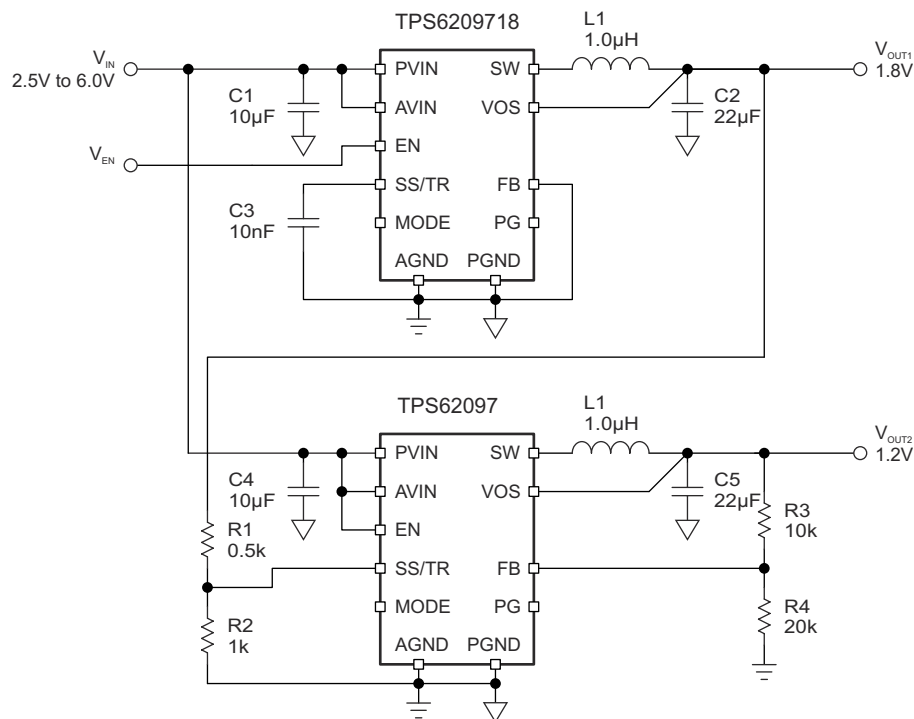 TPS6209718
L1
1.0µH
V_IN
2.5V to 6.0V
PVIN
SW
V_OUT1
1.8V
C1
10µF
AVIN
VOS
C2
22µF
EN
V_EN
SS/TR
FB
C3
10nF
MODE
PG
AGND
PGND
TPS62097
L1
1.0µH
PVIN
SW
V_OUT2
1.2V
C4
10µF
AVIN
VOS
C5
22µF
R3
10k
R1
0.5k
EN
SS/TR
FB
MODE
PG
R4
20k
R2
1k
AGND
PGND